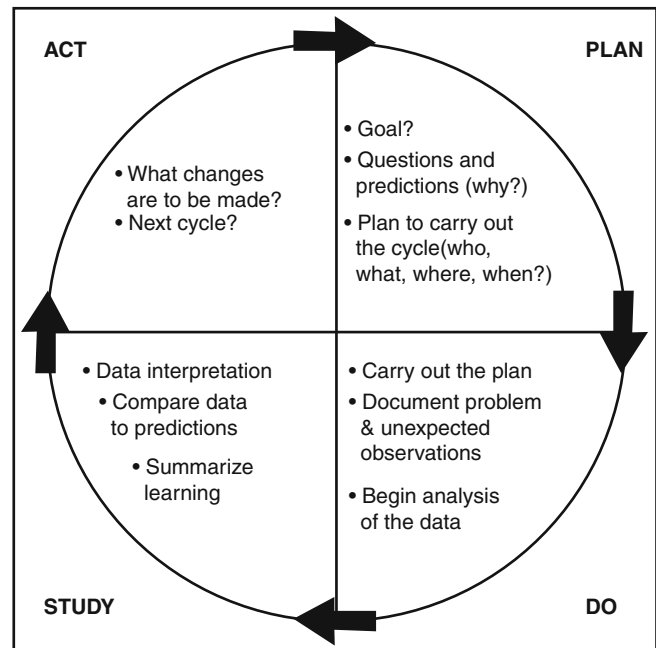 ACT
PLAN
• What changes
are to be made?
• Next cycle?
• Goal?
• Questions and
predictions (why?)
• Plan to carry out
the cycle(who,
what, where, when?)
• Data interpretation
• Compare data
to predictions
• Summarize
learning
• Carry out the plan
• Document problem
& unexpected
observations
• Begin analysis
of the data
STUDY
DO